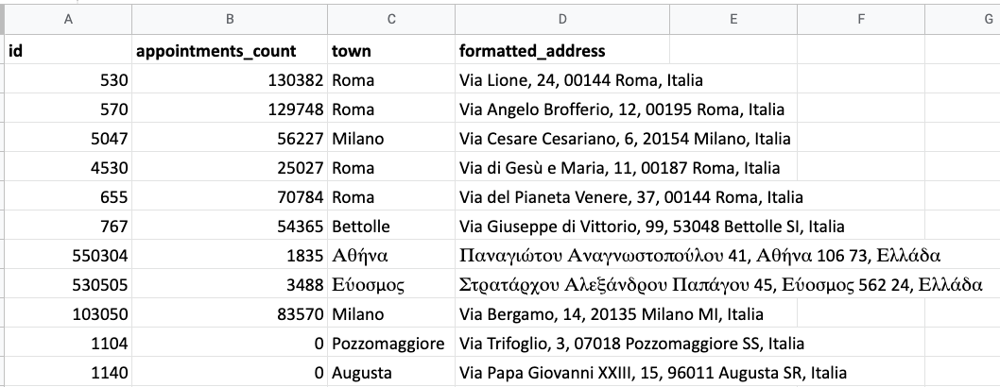 A B C D E F G
id appointments_count town formatted_address
530 130382 Roma Via Lione, 24, 00144 Roma, Italia
570 129748 Roma Via Angelo Brofferio, 12, 00195 Roma, Italia
5047 56227 Milano Via Cesare Cesariano, 6, 20154 Milano, Italia
4530 25027 Roma Via di Gesù e Maria, 11, 00187 Roma, Italia
655 70784 Roma Via del Pianeta Venere, 37, 00144 Roma, Italia
767 54365 Bettolle Via Giuseppe di Vittorio, 99, 53048 Bettolle SI, Italia
550304 1835 Αθήνα Παναγιώτου Αναγνωστοπούλου 41, Αθήνα 106 73, Ελλάδα
530505 3488 Εύοσμος Στρατάρχου Αλεξάνδρου Παπάγου 45, Εύοσμος 562 24, Ελλάδα
103050 83570 Milano Via Bergamo, 14, 20135 Milano MI, Italia
1104 0 Pozzomaggiore Via Trifoglio, 3, 07018 Pozzomaggiore SS, Italia
1140 0 Augusta Via Papa Giovanni XXIII, 15, 96011 Augusta SR, Italia